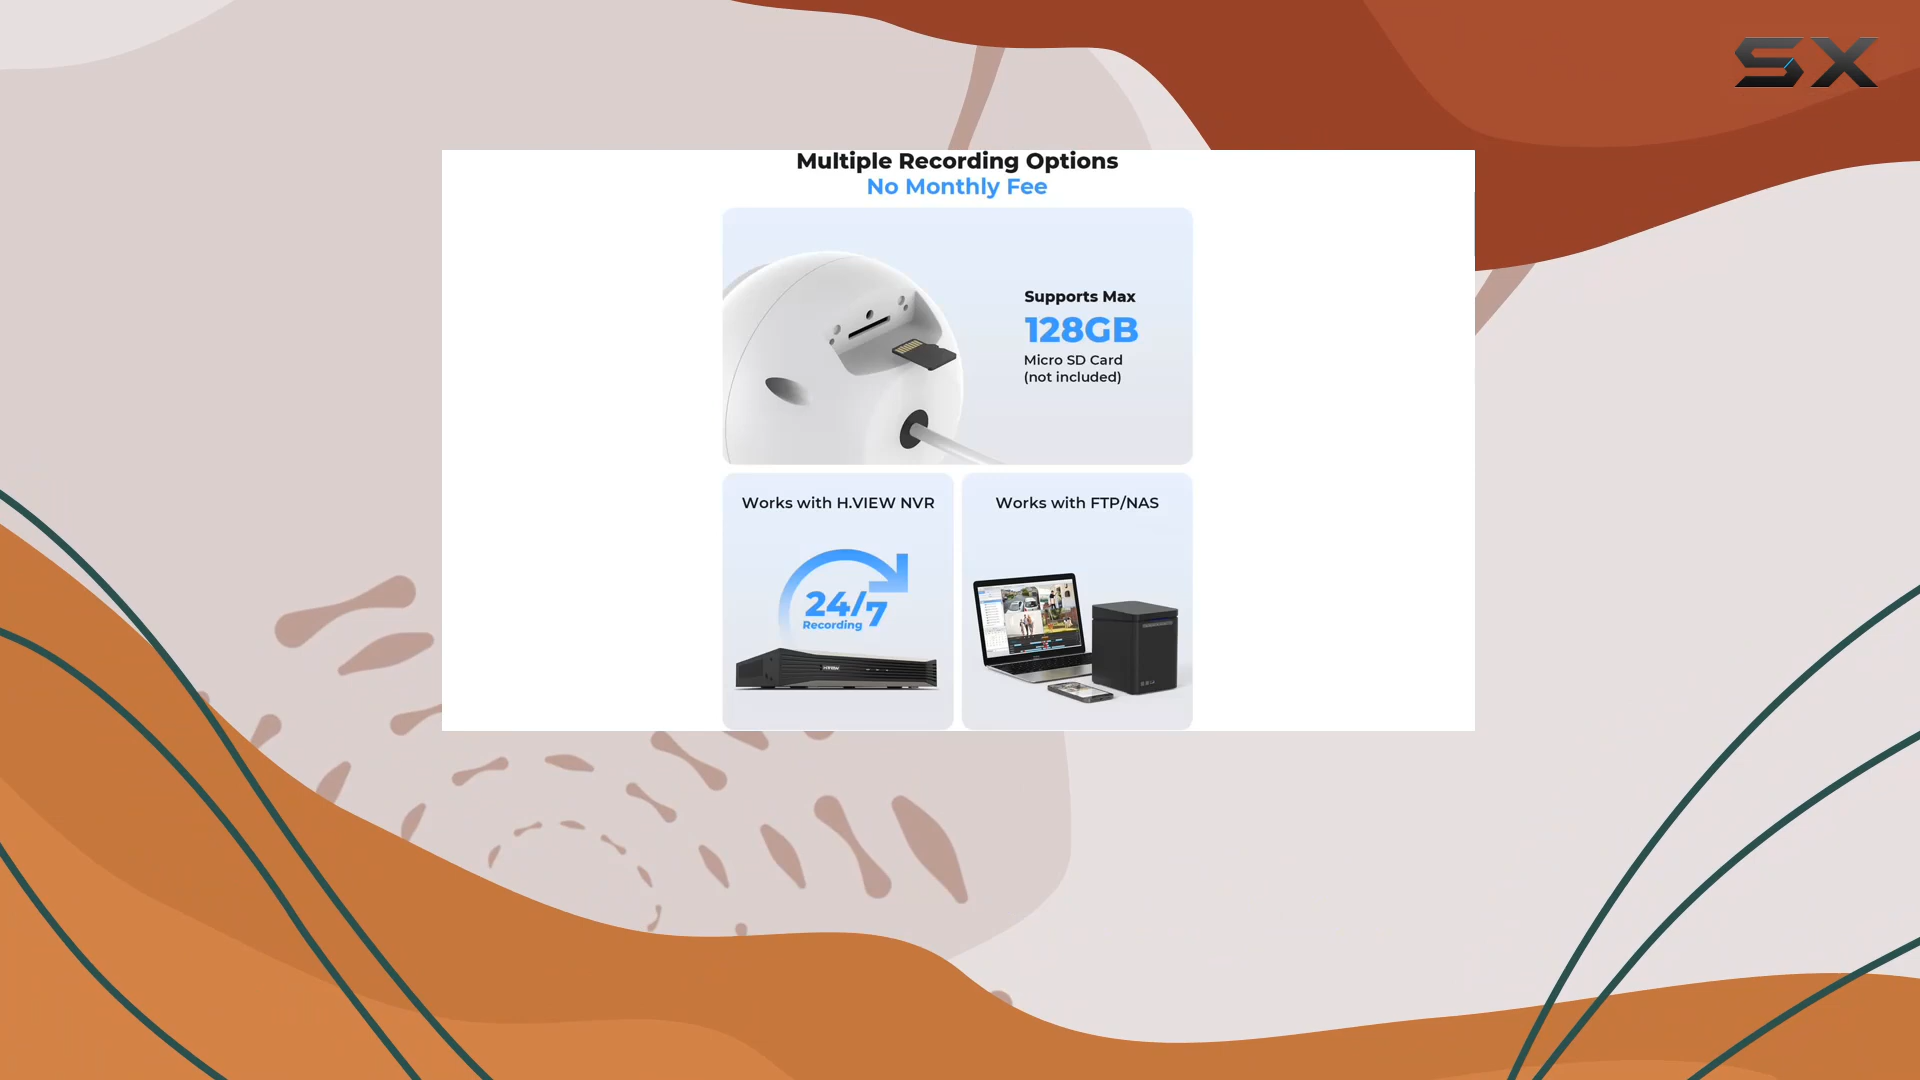 SX
Multiple Recording Options
No Monthly Fee
Supports Max
128GB
Micro SD Card
(not included)
Works with H.VIEW NVR
24/7
Recording
H.VIEW
Works with FTP/NAS